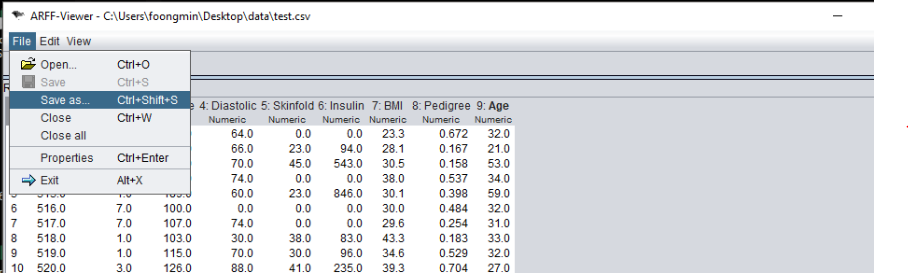 ARFF-Viewer - C:\Users\foongmin\Desktop\data\test.csv
File Edit View
Open... Ctrl+O
Save Ctrl+S
Save as... Ctrl+Shift+S
Close Ctrl+W
Close all
Properties Ctrl+Enter
Exit Alt+X
4: Diastolic 5: Skinfold 6: Insulin 7: BMI 8: Pedigree 9: Age
Numeric Numeric Numeric Numeric Numeric Numeric
64.0 0.0 0.0 23.3 0.672 32.0
66.0 23.0 94.0 28.1 0.167 21.0
70.0 45.0 543.0 30.5 0.158 53.0
74.0 0.0 0.0 38.0 0.537 34.0
60.0 23.0 846.0 30.1 0.398 59.0
6 516.0 7.0 100.0 0.0 0.0 0.0 30.0 0.484 32.0
7 517.0 7.0 107.0 74.0 0.0 0.0 29.6 0.254 31.0
8 518.0 1.0 103.0 30.0 38.0 83.0 43.3 0.183 33.0
9 519.0 1.0 115.0 70.0 30.0 96.0 34.6 0.529 32.0
10 520.0 3.0 126.0 88.0 41.0 235.0 39.3 0.704 27.0